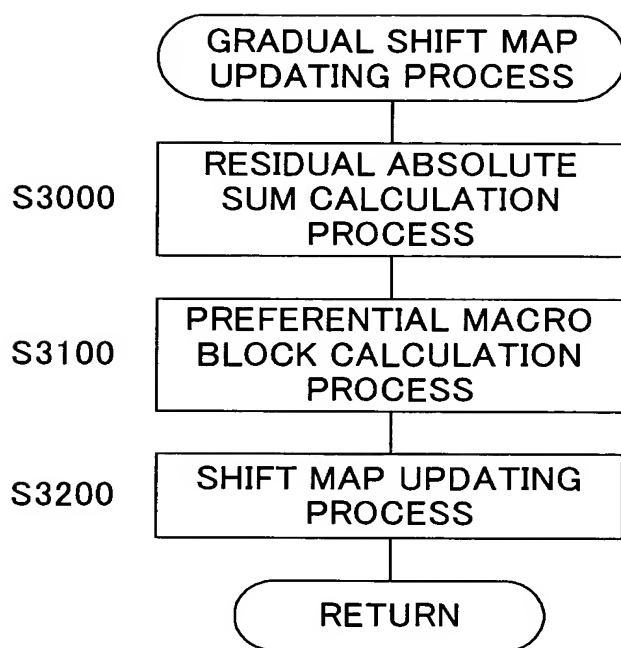 GRADUAL SHIFT MAP
UPDATING PROCESS
S3000
RESIDUAL ABSOLUTE
SUM CALCULATION
PROCESS
S3100
PREFERENTIAL MACRO
BLOCK CALCULATION
PROCESS
S3200
SHIFT MAP UPDATING
PROCESS
RETURN